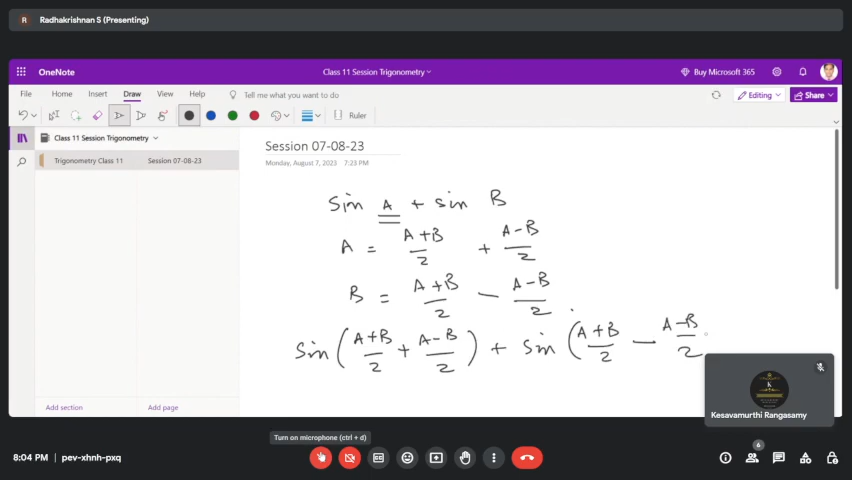 R Radhakrishnan S (Presenting)
OneNote Class 11 Session Trigonometry Buy Microsoft 365
File Home Insert Draw View Help Tell me what you want to do Editing Share
Ruler
Class 11 Session Trigonometry
Trigonometry Class 11 Session 07-08-23
Session 07-08-23
Monday, August 7, 2023 7:23 PM
Sin A + sin B
A = (A+B)/2 + (A-B)/2
B = (A+B)/2 - (A-B)/2
Sin((A+B)/2 + (A-B)/2) + Sin((A+B)/2 - (A-B)/2
Add section Add page
K
Kesavamurthi Rangasamy
Turn on microphone (ctrl + d)
8:04 PM pev-xhnh-pxq
6